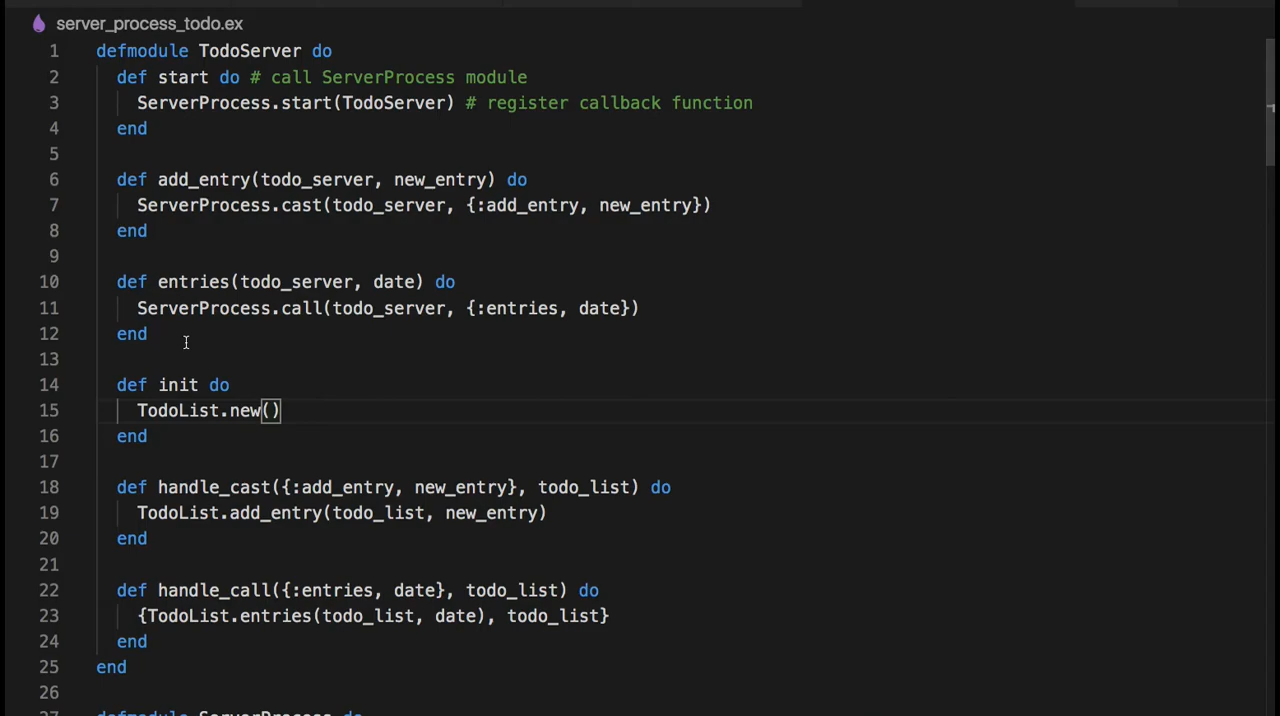 server_process_todo.ex
1 defmodule TodoServer do
2 def start do # call ServerProcess module
3 ServerProcess.start(TodoServer) # register callback function
4 end
5
6 def add_entry(todo_server, new_entry) do
7 ServerProcess.cast(todo_server, {:add_entry, new_entry})
8 end
9
10 def entries(todo_server, date) do
11 ServerProcess.call(todo_server, {:entries, date})
12 end
13
14 def init do
15 TodoList.new()
16 end
17
18 def handle_cast({:add_entry, new_entry}, todo_list) do
19 TodoList.add_entry(todo_list, new_entry)
20 end
21
22 def handle_call({:entries, date}, todo_list) do
23 {TodoList.entries(todo_list, date), todo_list}
24 end
25 end
26
27 defmodule ServerProcess do